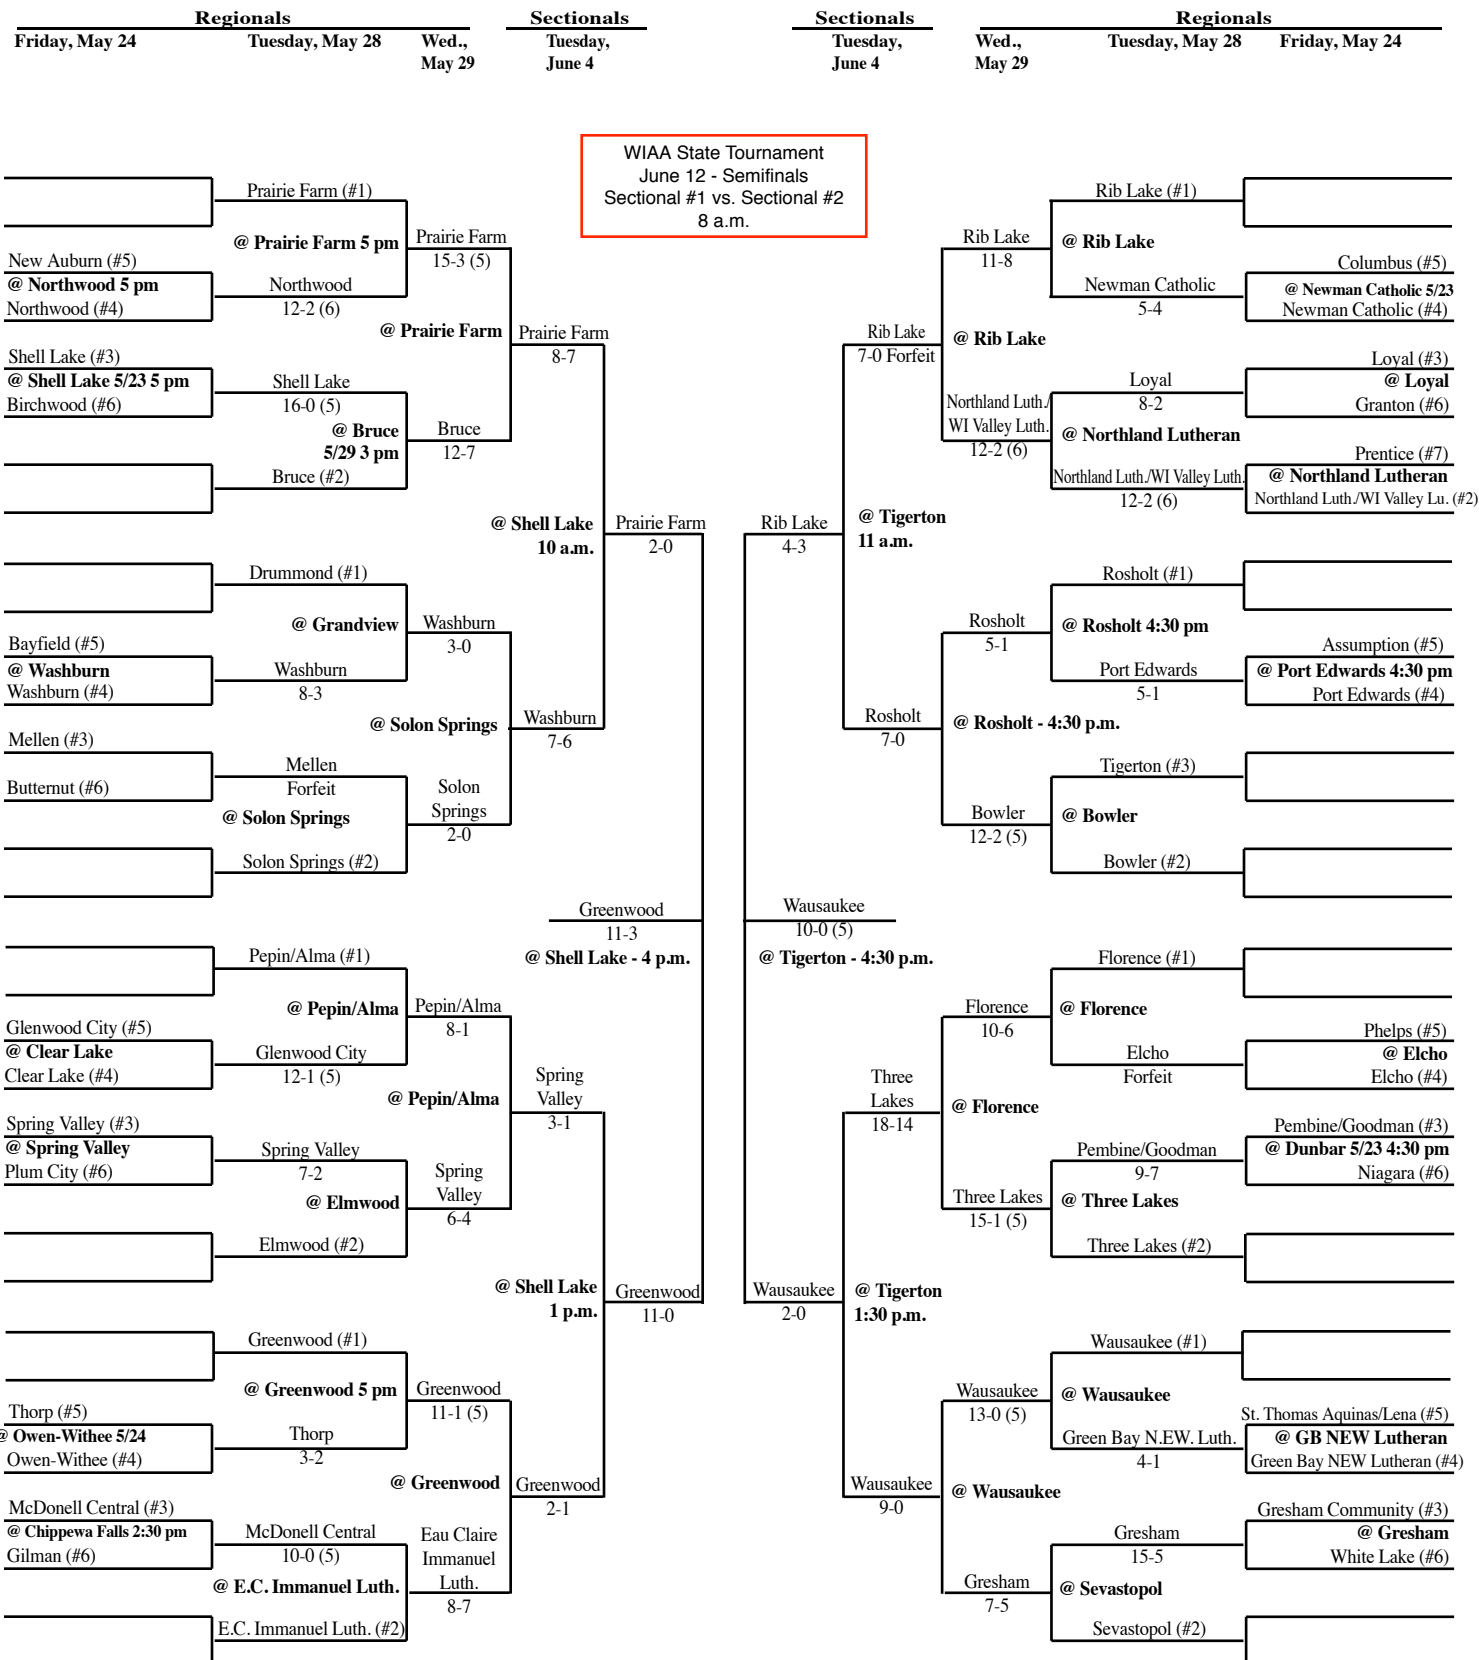 Regionals
Sectionals
Sectionals
Regionals
Friday, May 24
Tuesday, May 28
Wed.,
May 29
Tuesday,
June 4
Tuesday,
June 4
Wed.,
May 29
Tuesday, May 28
Friday, May 24
WIAA State Tournament
June 12 - Semifinals
Sectional #1 vs. Sectional #2
8 a.m.
New Auburn (#5)
@ Northwood 5 pm
Northwood (#4)
Shell Lake (#3)
@ Shell Lake 5/23 5 pm
Birchwood (#6)
Bayfield (#5)
@ Washburn
Washburn (#4)
Mellen (#3)
Butternut (#6)
Glenwood City (#5)
@ Clear Lake
Clear Lake (#4)
Spring Valley (#3)
@ Spring Valley
Plum City (#6)
Thorp (#5)
@ Owen-Withee 5/24
Owen-Withee (#4)
McDonell Central (#3)
@ Chippewa Falls 2:30 pm
Gilman (#6)
Prairie Farm (#1)
@ Prairie Farm 5 pm
Northwood
12-2 (6)
Shell Lake
16-0 (5)
@ Bruce
5/29 3 pm
Bruce (#2)
Drummond (#1)
@ Grandview
Washburn
8-3
Mellen
Forfeit
@ Solon Springs
Solon Springs (#2)
Pepin/Alma (#1)
@ Pepin/Alma
Glenwood City
12-1 (5)
Spring Valley
7-2
@ Elmwood
Elmwood (#2)
Greenwood (#1)
@ Greenwood 5 pm
Thorp
3-2
McDonell Central
10-0 (5)
@ E.C. Immanuel Luth.
E.C. Immanuel Luth. (#2)
Prairie Farm
15-3 (5)
@ Prairie Farm
Bruce
12-7
Washburn
3-0
@ Solon Springs
Solon
Springs
2-0
Pepin/Alma
8-1
@ Pepin/Alma
Spring
Valley
6-4
Greenwood
11-1 (5)
@ Greenwood
Eau Claire
Immanuel
Luth.
8-7
Prairie Farm
8-7
@ Shell Lake
10 a.m.
Washburn
7-6
Spring
Valley
3-1
@ Shell Lake
1 p.m.
Greenwood
2-1
Prairie Farm
2-0
Greenwood
11-3
@ Shell Lake - 4 p.m.
Greenwood
11-0
Rib Lake
4-3
Wausaukee
10-0 (5)
@ Tigerton - 4:30 p.m.
Wausaukee
2-0
Rib Lake
7-0 Forfeit
@ Tigerton
11 a.m.
Rosholt
7-0
Three
Lakes
18-14
@ Tigerton
1:30 p.m.
Wausaukee
9-0
Rib Lake
11-8
@ Rib Lake
Northland Luth./
WI Valley Luth.
12-2 (6)
Rosholt
5-1
@ Rosholt - 4:30 p.m.
Bowler
12-2 (5)
Florence
10-6
@ Florence
Three Lakes
15-1 (5)
Wausaukee
13-0 (5)
@ Wausaukee
Gresham
7-5
Rib Lake (#1)
@ Rib Lake
Newman Catholic
5-4
Loyal
8-2
@ Northland Lutheran
Northland Luth./WI Valley Luth.
12-2 (6)
Rosholt (#1)
@ Rosholt 4:30 pm
Port Edwards
5-1
Tigerton (#3)
@ Bowler
Bowler (#2)
Florence (#1)
@ Florence
Elcho
Forfeit
Pembine/Goodman
9-7
@ Three Lakes
Three Lakes (#2)
Wausaukee (#1)
@ Wausaukee
Green Bay N.EW. Luth.
4-1
Gresham
15-5
@ Sevastopol
Sevastopol (#2)
Columbus (#5)
@ Newman Catholic 5/23
Newman Catholic (#4)
Loyal (#3)
@ Loyal
Granton (#6)
Prentice (#7)
@ Northland Lutheran
Northland Luth./WI Valley Lu. (#2)
Assumption (#5)
@ Port Edwards 4:30 pm
Port Edwards (#4)
Phelps (#5)
@ Elcho
Elcho (#4)
Pembine/Goodman (#3)
@ Dunbar 5/23 4:30 pm
Niagara (#6)
St. Thomas Aquinas/Lena (#5)
@ GB NEW Lutheran
Green Bay NEW Lutheran (#4)
Gresham Community (#3)
@ Gresham
White Lake (#6)